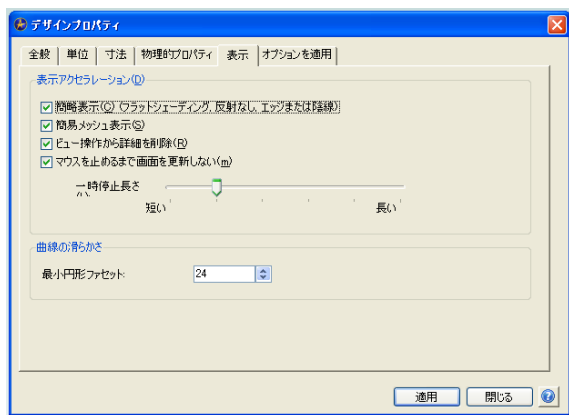 デザインプロパティ
全般 単位 寸法 物理的プロパティ 表示 オプションを適用
表示アクセラレーション(D)
簡略表示(C) (フラットシェーディング, 反射なし, エッジまたは陰線)
簡易メッシュ表示(S)
ビュー操作から詳細を削除(R)
マウスを止めるまで画面を更新しない(m)
一時停止長さ
短い 長い
曲線の滑らかさ
最小円形ファセット:
24
適用 閉じる